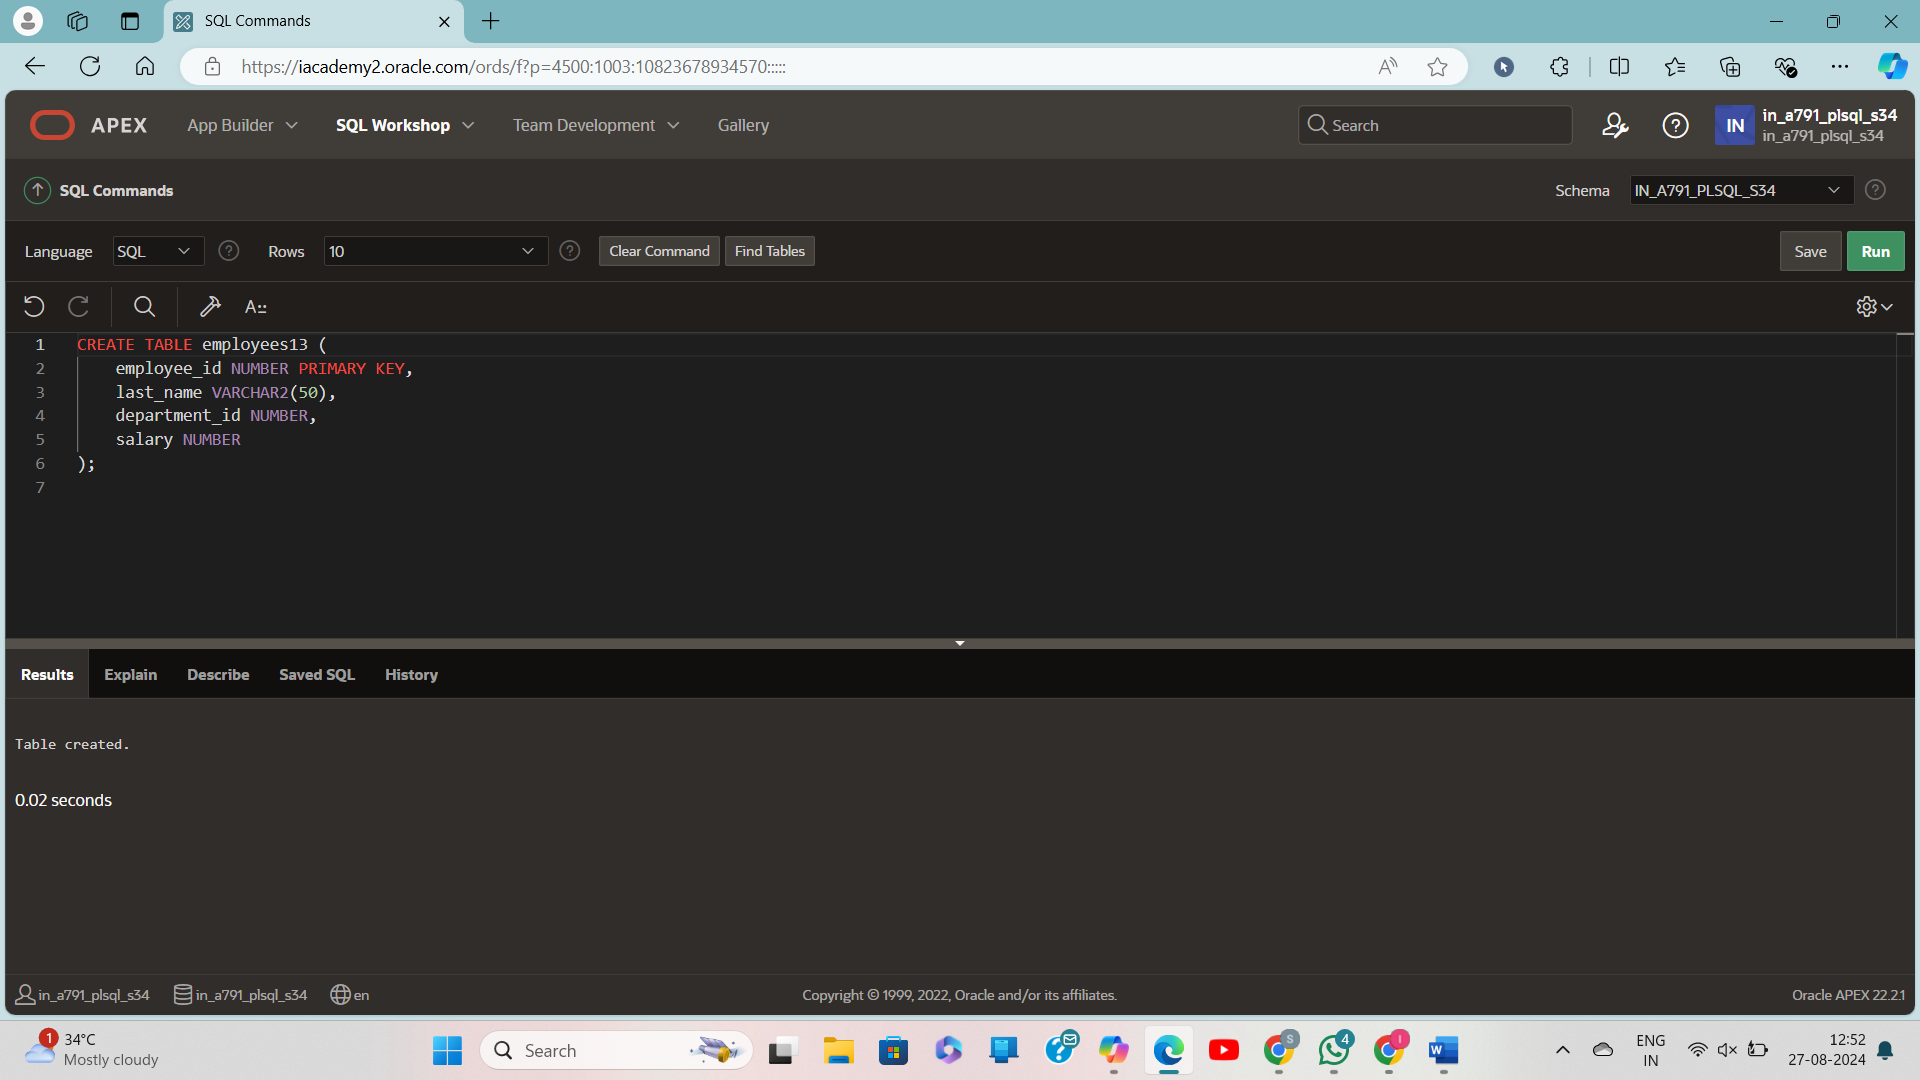 SQL Commands
https://iacademy2.oracle.com/ords/f?p=4500:1003:10823678934570:::::
APEX App Builder SQL Workshop Team Development Gallery Search IN in_a791_plsql_s34
in_a791_plsql_s34
SQL Commands Schema IN_A791_PLSQL_S34
Language SQL Rows 10 Clear Command Find Tables Save Run
A::
1 CREATE TABLE employees13 (
2 employee_id NUMBER PRIMARY KEY,
3 last_name VARCHAR2(50),
4 department_id NUMBER,
5 salary NUMBER
6 );
7
Results Explain Describe Saved SQL History
Table created.
0.02 seconds
in_a791_plsql_s34 in_a791_plsql_s34 en Copyright © 1999, 2022, Oracle and/or its affiliates. Oracle APEX 22.2.1
1 34°C
Mostly cloudy
Search
S
4
I
W
ENG
IN
12:52
27-08-2024